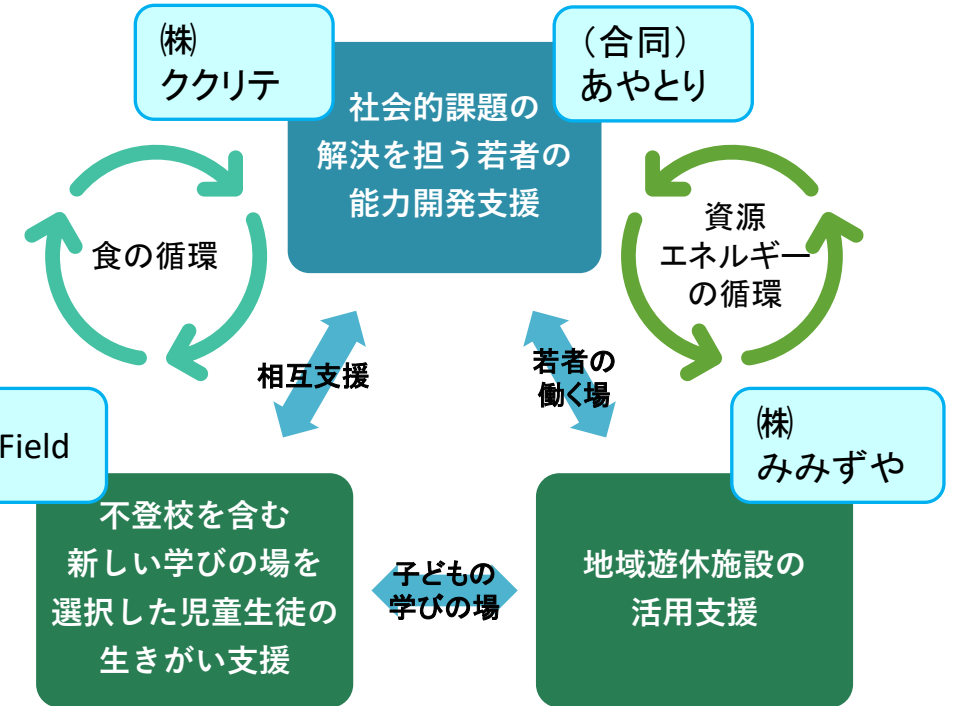 ㈱
ククリテ
（合同）
あやとり
社会的課題の
解決を担う若者の
能力開発支援
食の循環
資源
エネルギー
の循環
相互支援
若者の
働く場
Field
㈱
みみずや
不登校を含む
新しい学びの場を
選択した児童生徒の
生きがい支援
子どもの
学びの場
地域遊休施設の
活用支援